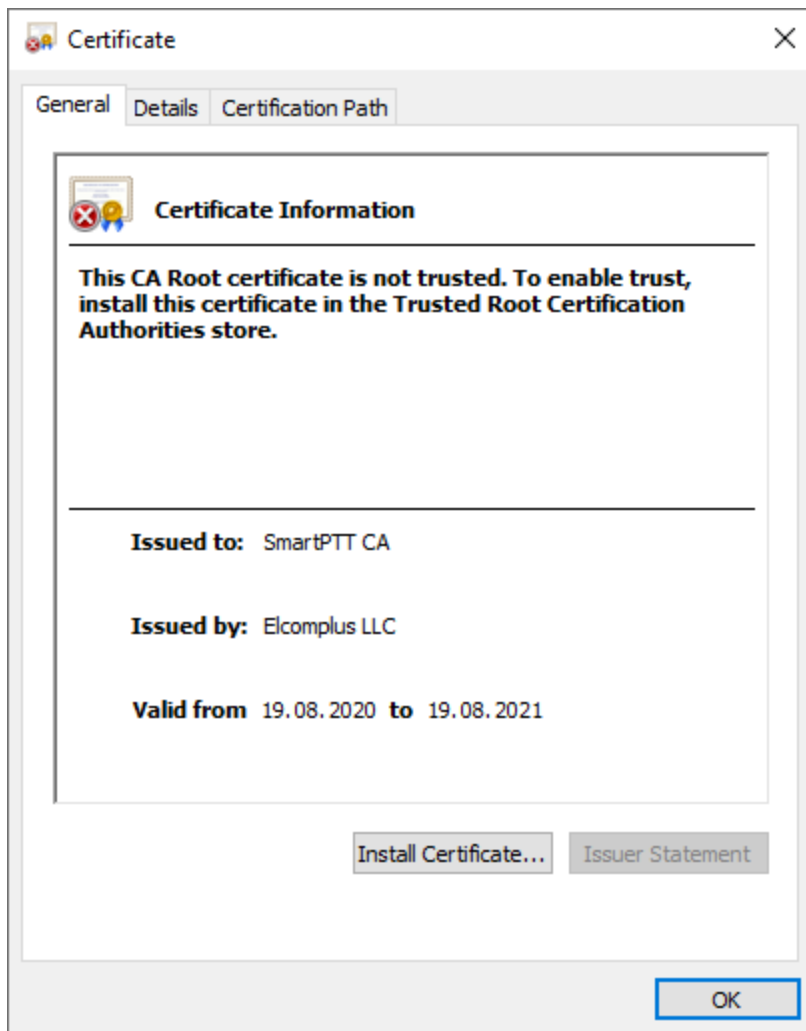 Certificate
General Details Certification Path
Certificate Information
This CA Root certificate is not trusted. To enable trust,
install this certificate in the Trusted Root Certification
Authorities store.
Issued to: SmartPTT CA
Issued by: Elcomplus LLC
Valid from 19.08.2020 to 19.08.2021
Install Certificate... Issuer Statement
OK